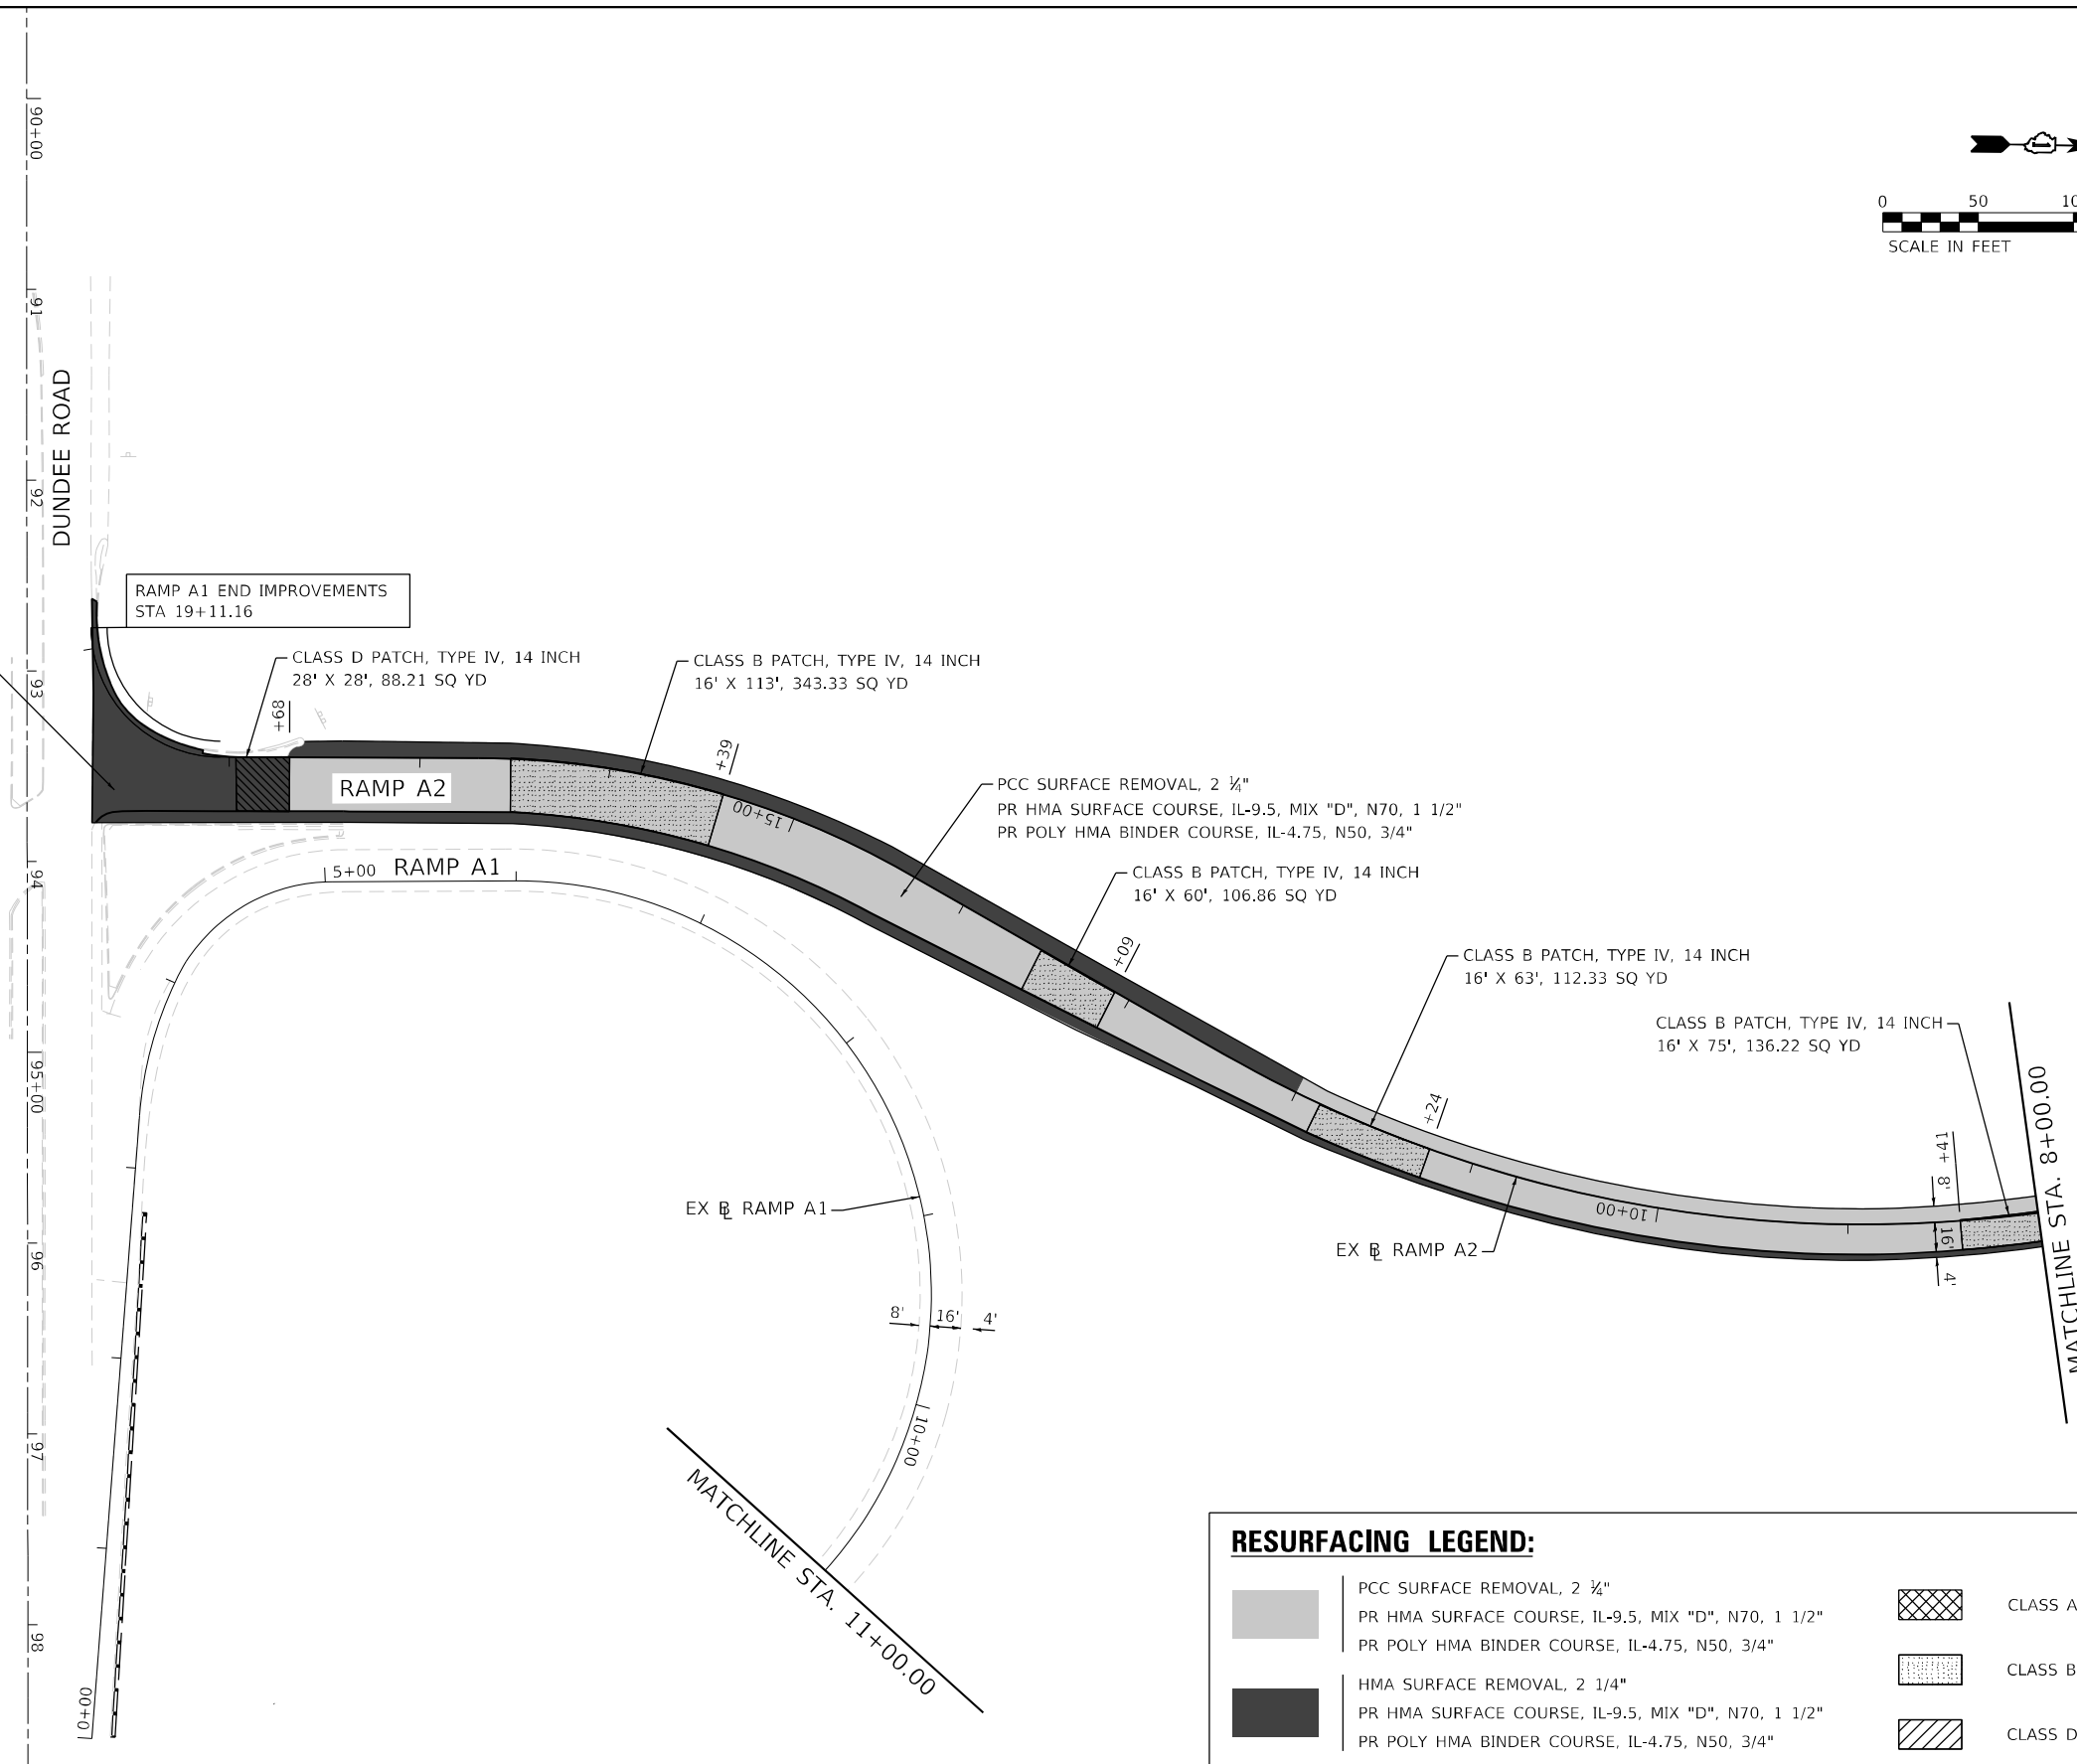 90+00
91
92
93
94
95+00
96
97
98
DUNDEE ROAD
0 50
SCALE IN FEET
RAMP A1 END IMPROVEMENTS
STA 19+11.16
CLASS D PATCH, TYPE IV, 14 INCH
28' X 28', 88.21 SQ YD
+68
CLASS B PATCH, TYPE IV, 14 INCH
16' X 113', 343.33 SQ YD
+39
RAMP A2
15+00
PCC SURFACE REMOVAL, 2 ¼"
PR HMA SURFACE COURSE, IL-9.5, MIX "D", N70, 1 1/2"
PR POLY HMA BINDER COURSE, IL-4.75, N50, 3/4"
5+00 RAMP A1
CLASS B PATCH, TYPE IV, 14 INCH
16' X 60', 106.86 SQ YD
+09
CLASS B PATCH, TYPE IV, 14 INCH
16' X 63', 112.33 SQ YD
+24
CLASS B PATCH, TYPE IV, 14 INCH
16' X 75', 136.22 SQ YD
8' +41
16'
4'
MATCHLINE STA. 8+00.00
10+00
EX BL RAMP A1
EX BL RAMP A2
8' 16' 4'
10+00
MATCHLINE STA. 11+00.00
0+00
RESURFACING LEGEND:
PCC SURFACE REMOVAL, 2 ¼"
PR HMA SURFACE COURSE, IL-9.5, MIX "D", N70, 1 1/2"
PR POLY HMA BINDER COURSE, IL-4.75, N50, 3/4"
HMA SURFACE REMOVAL, 2 1/4"
PR HMA SURFACE COURSE, IL-9.5, MIX "D", N70, 1 1/2"
PR POLY HMA BINDER COURSE, IL-4.75, N50, 3/4"
CLASS A
CLASS B
CLASS D